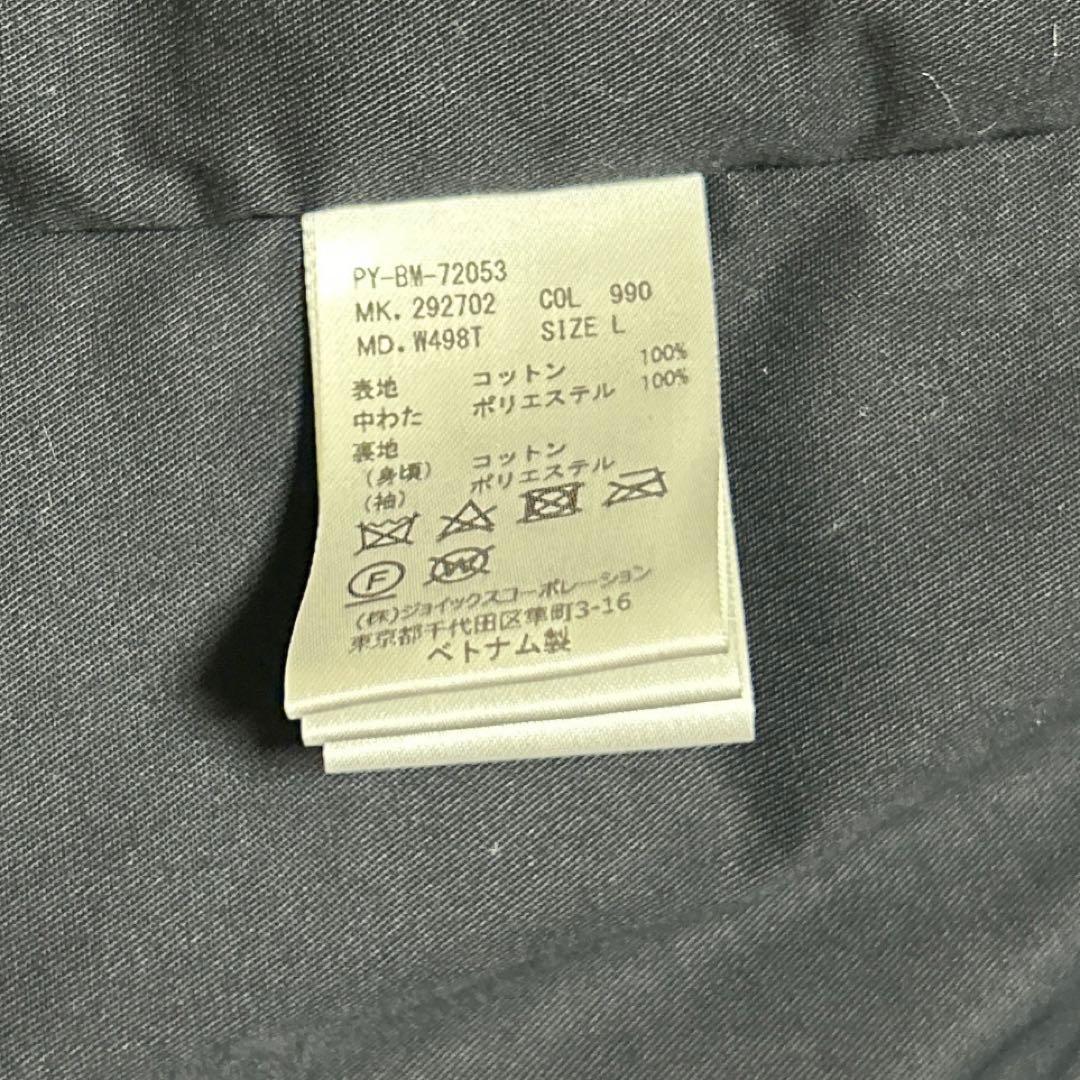 PY-BM-72053
MK. 292702 COL 990
MD. W498T SIZE L
表地 コットン 100%
中わた ポリエステル 100%
裏地
(身頃) コットン
(袖) ポリエステル
F W
(株)ジョイックスコーポレーション
東京都千代田区隼町3-16
ベトナム製